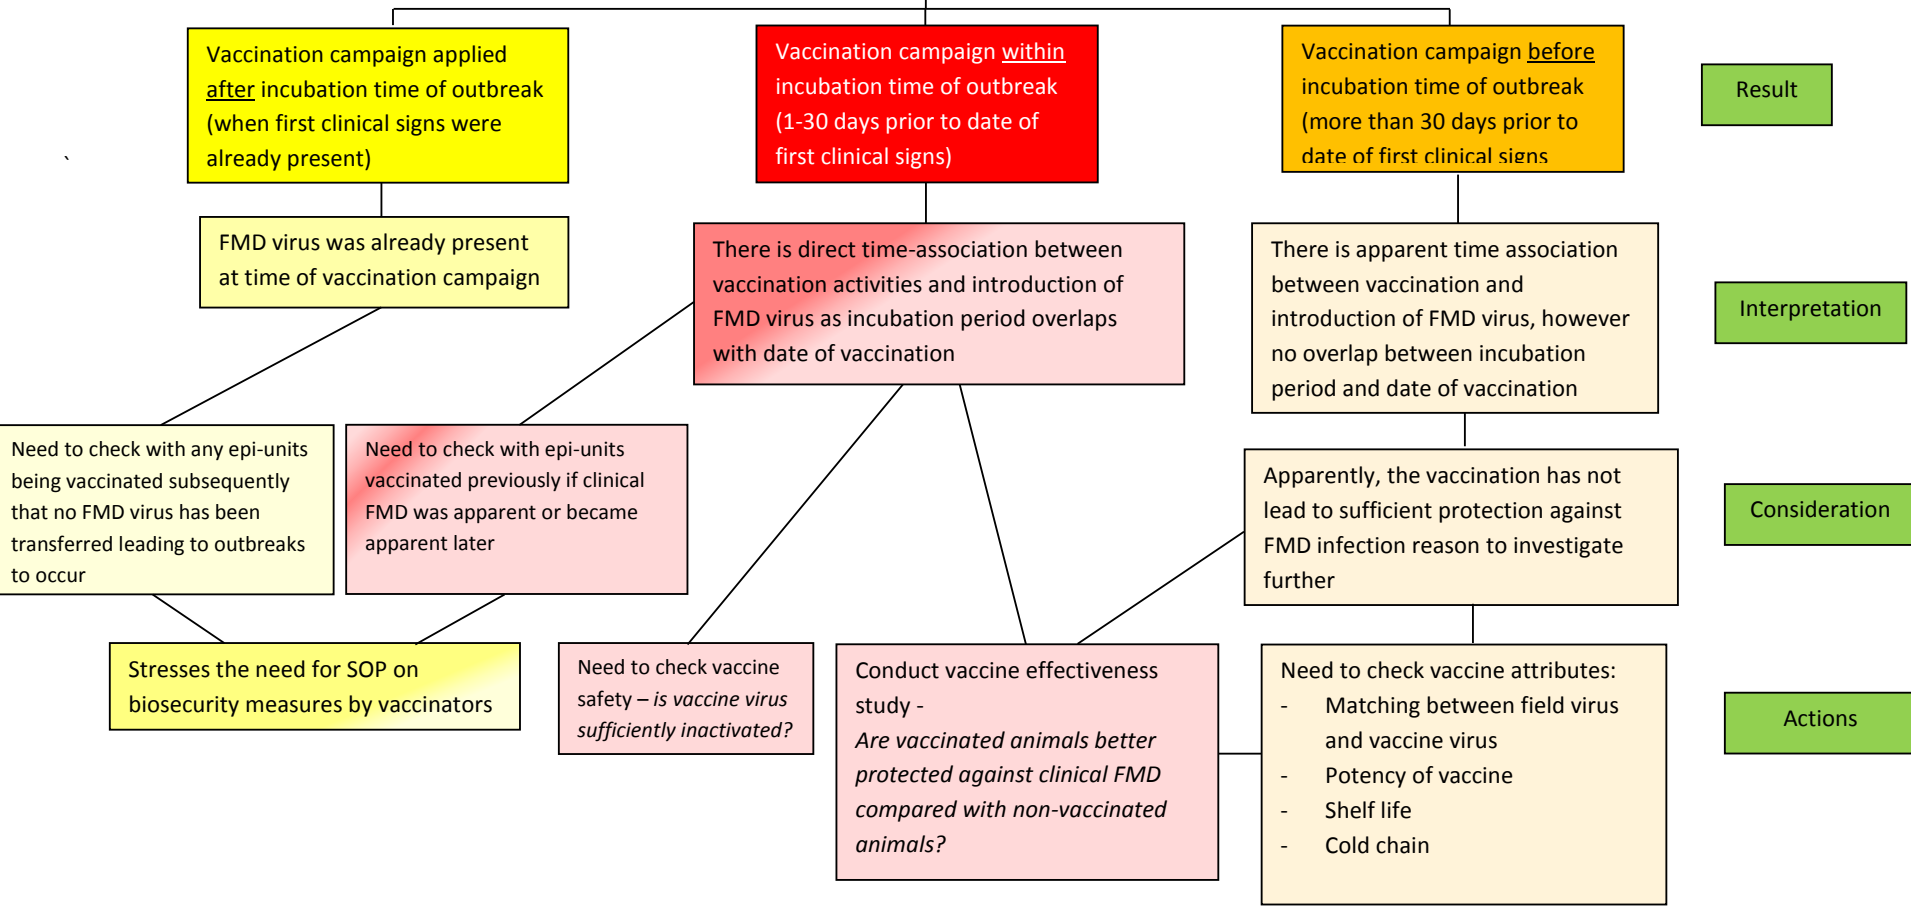 Vaccination campaign applied
after incubation time of outbreak
(when first clinical signs were
already present)
Vaccination campaign within
incubation time of outbreak
(1-30 days prior to date of
first clinical signs)
Vaccination campaign before
incubation time of outbreak
(more than 30 days prior to
date of first clinical signs
Result
`
FMD virus was already present
at time of vaccination campaign
There is direct time-association between
vaccination activities and introduction of
FMD virus as incubation period overlaps
with date of vaccination
There is apparent time association
between vaccination and
introduction of FMD virus, however
no overlap between incubation
period and date of vaccination
Interpretation
Need to check with any epi-units
being vaccinated subsequently
that no FMD virus has been
transferred leading to outbreaks
to occur
Need to check with epi-units
vaccinated previously if clinical
FMD was apparent or became
apparent later
Apparently, the vaccination has not
lead to sufficient protection against
FMD infection reason to investigate
further
Consideration
Stresses the need for SOP on
biosecurity measures by vaccinators
Need to check vaccine
safety – is vaccine virus
sufficiently inactivated?
Conduct vaccine effectiveness
study -
Are vaccinated animals better
protected against clinical FMD
compared with non-vaccinated
animals?
Need to check vaccine attributes:
- Matching between field virus
and vaccine virus
- Potency of vaccine
- Shelf life
- Cold chain
Actions